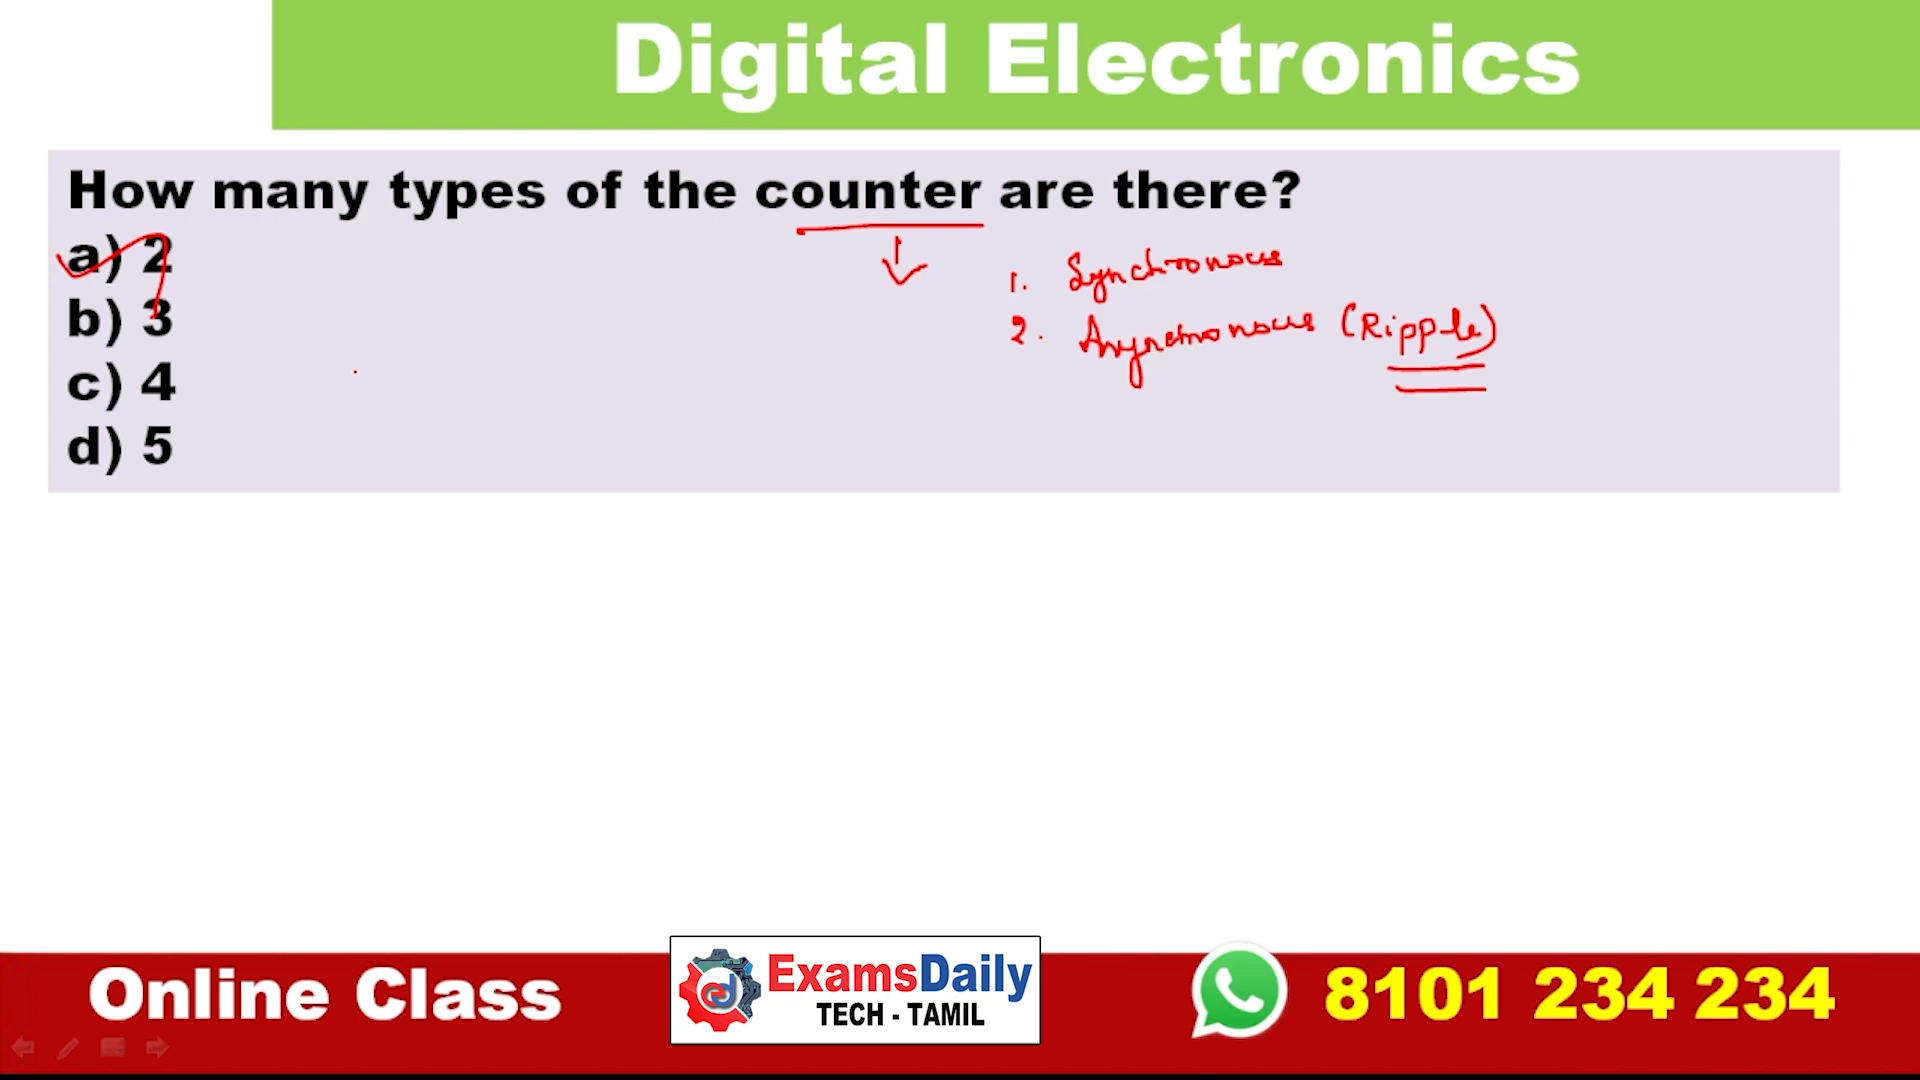 Digital Electronics
How many types of the counter are there?
a) 2
b) 3
c) 4
d) 5
1. Synchronous
2. Asynchronous (Ripple)
Online Class
ExamsDaily
TECH - TAMIL
8101 234 234